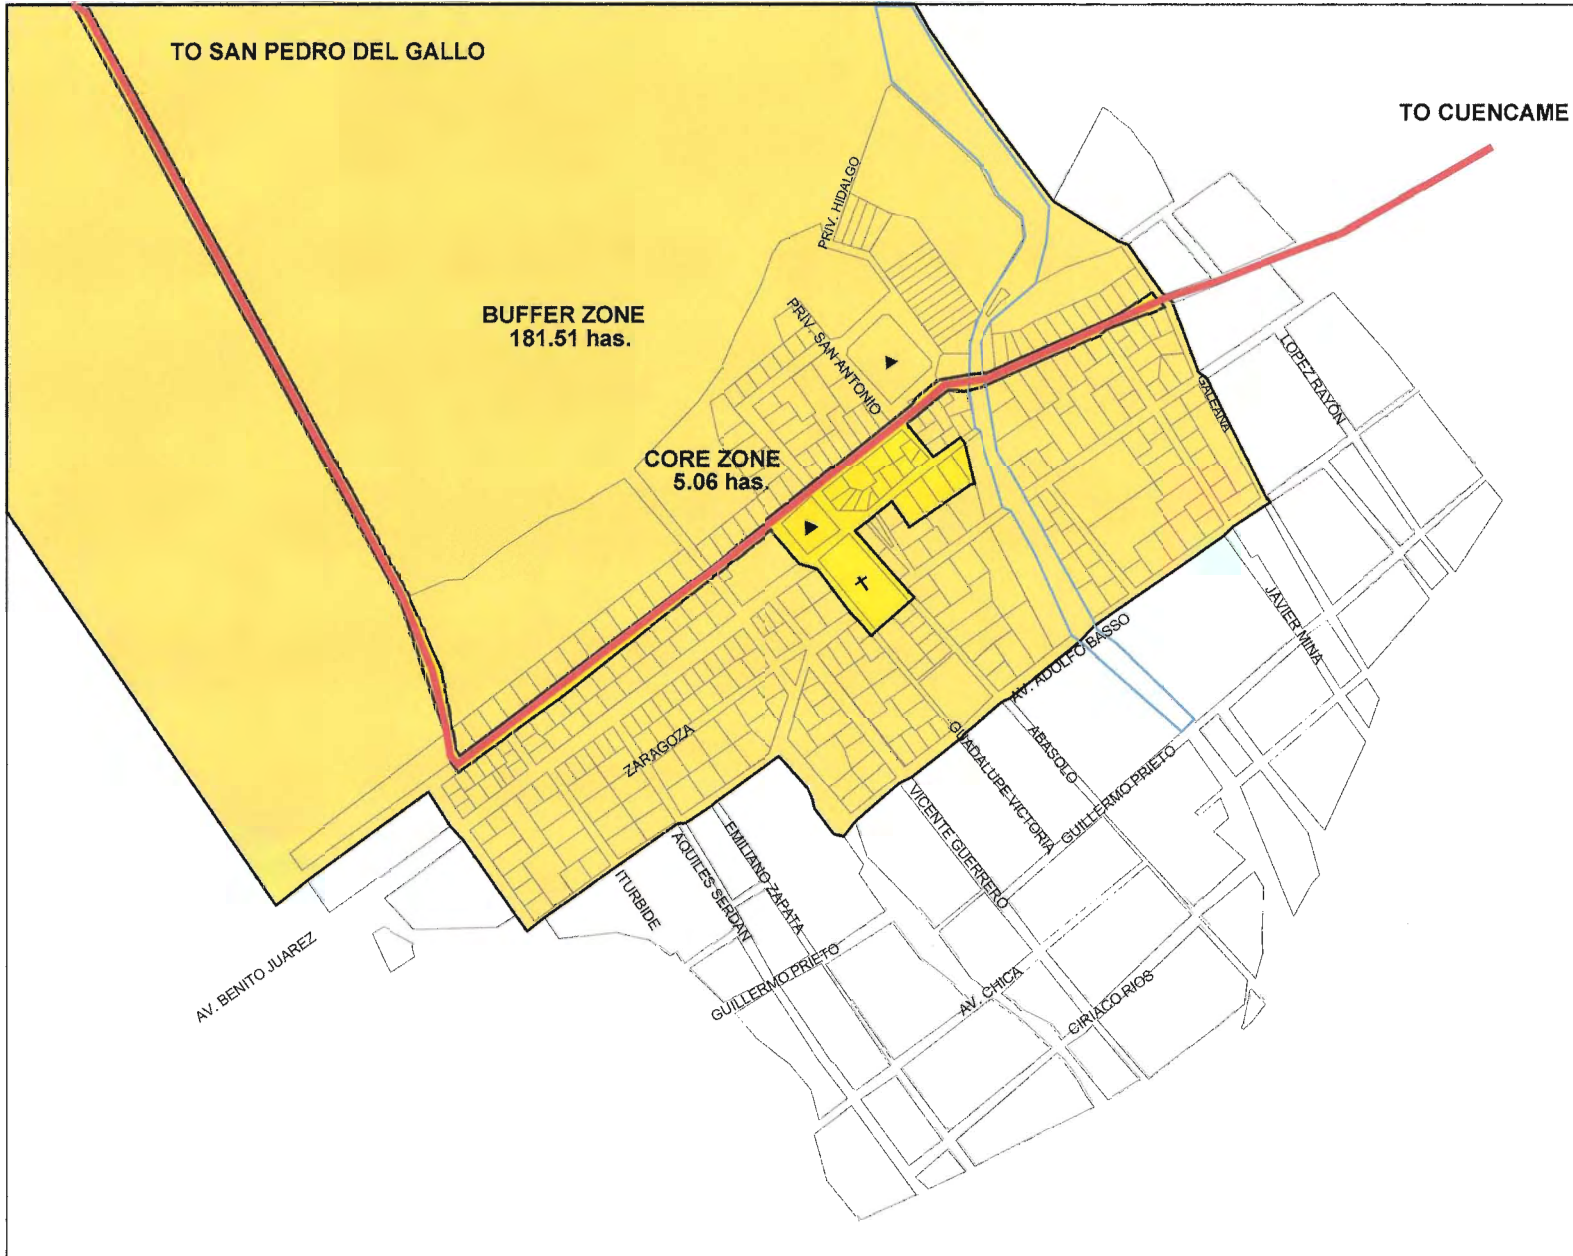 TO SAN PEDRO DEL GALLO
TO CUENCAME
PRIV. HIDALGO
BUFFER ZONE
181.51 has.
PRIV. SAN ANTONIO
LOPEZ RAYÓN
GALEANA
CORE ZONE
5.06 has.
JAVIER MINA
AV. ADOLFO BASSO
ZARAGOZA
GUADALUPE VICTORIA
ABASOLO
GUILLERMO PRIETO
VICENTE GUERRERO
EMILIANO ZAPATA
AQUILES SERDAN
ITURBIDE
AV. BENITO JUAREZ
GUILLERMO PRIETO
AV. CHICA
CIRIACO RIOS